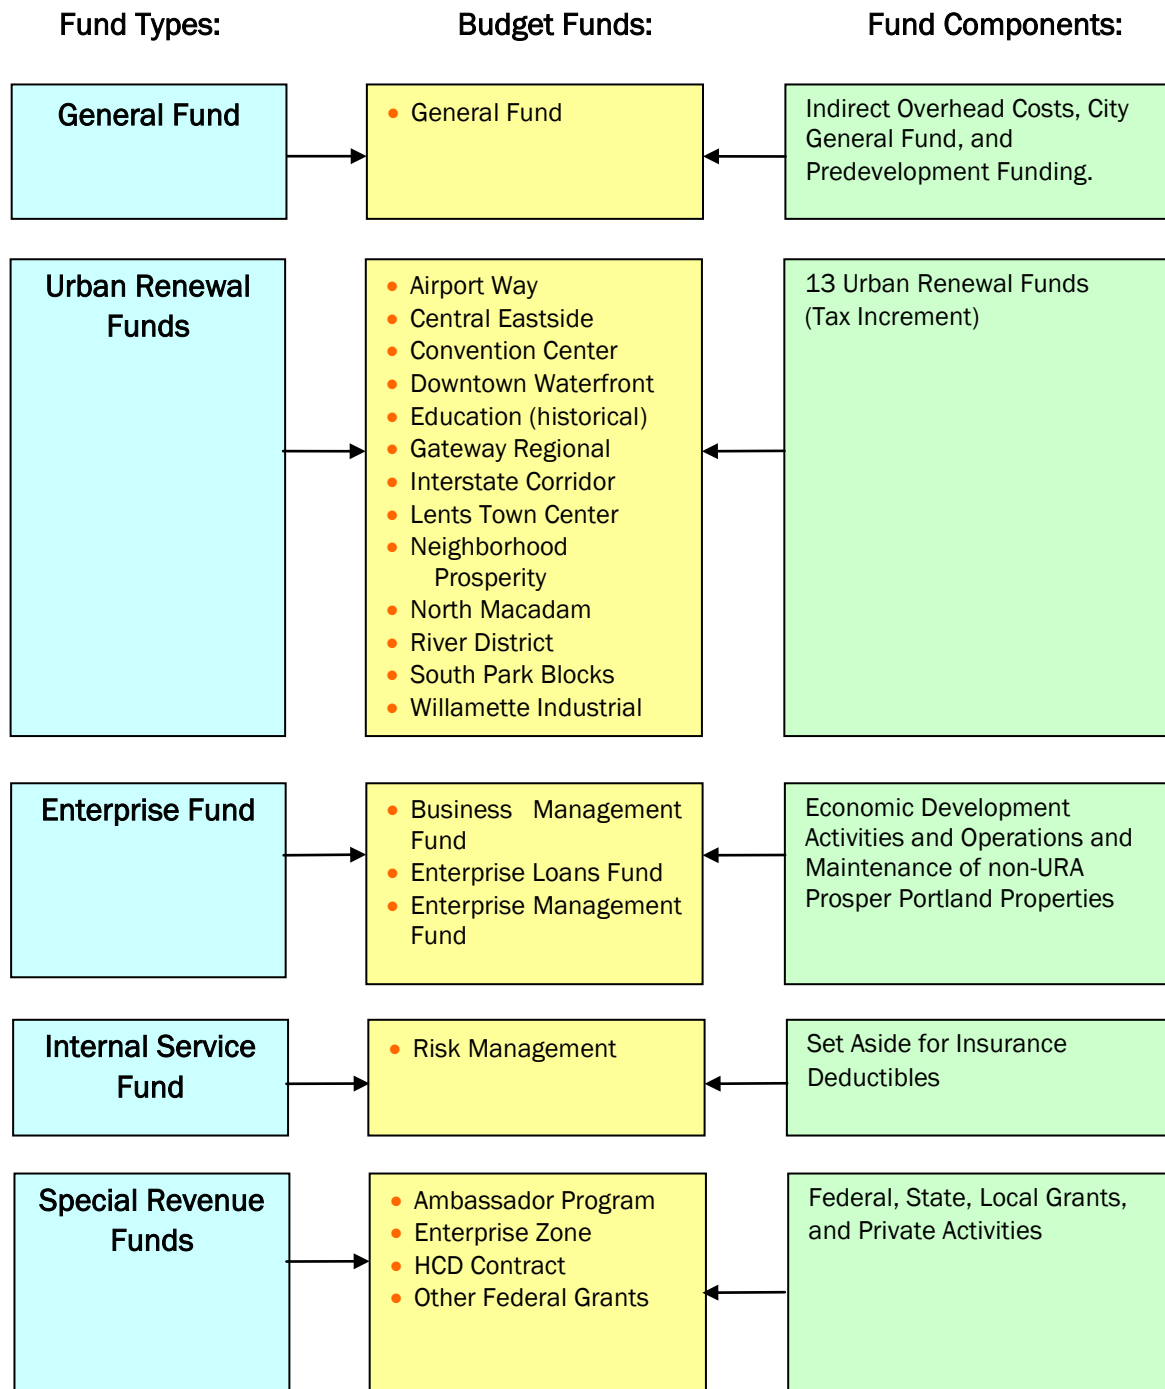 Fund Types:
Budget Funds:
Fund Components:
General Fund
• General Fund
Indirect Overhead Costs, City
General Fund, and
Predevelopment Funding.
Urban Renewal
Funds
• Airport Way
• Central Eastside
• Convention Center
• Downtown Waterfront
• Education (historical)
• Gateway Regional
• Interstate Corridor
• Lents Town Center
• Neighborhood
Prosperity
• North Macadam
• River District
• South Park Blocks
• Willamette Industrial
13 Urban Renewal Funds
(Tax Increment)
Enterprise Fund
• Business Management
Fund
• Enterprise Loans Fund
• Enterprise Management
Fund
Economic Development
Activities and Operations and
Maintenance of non-URA
Prosper Portland Properties
Internal Service
Fund
• Risk Management
Set Aside for Insurance
Deductibles
Special Revenue
Funds
• Ambassador Program
• Enterprise Zone
• HCD Contract
• Other Federal Grants
Federal, State, Local Grants,
and Private Activities